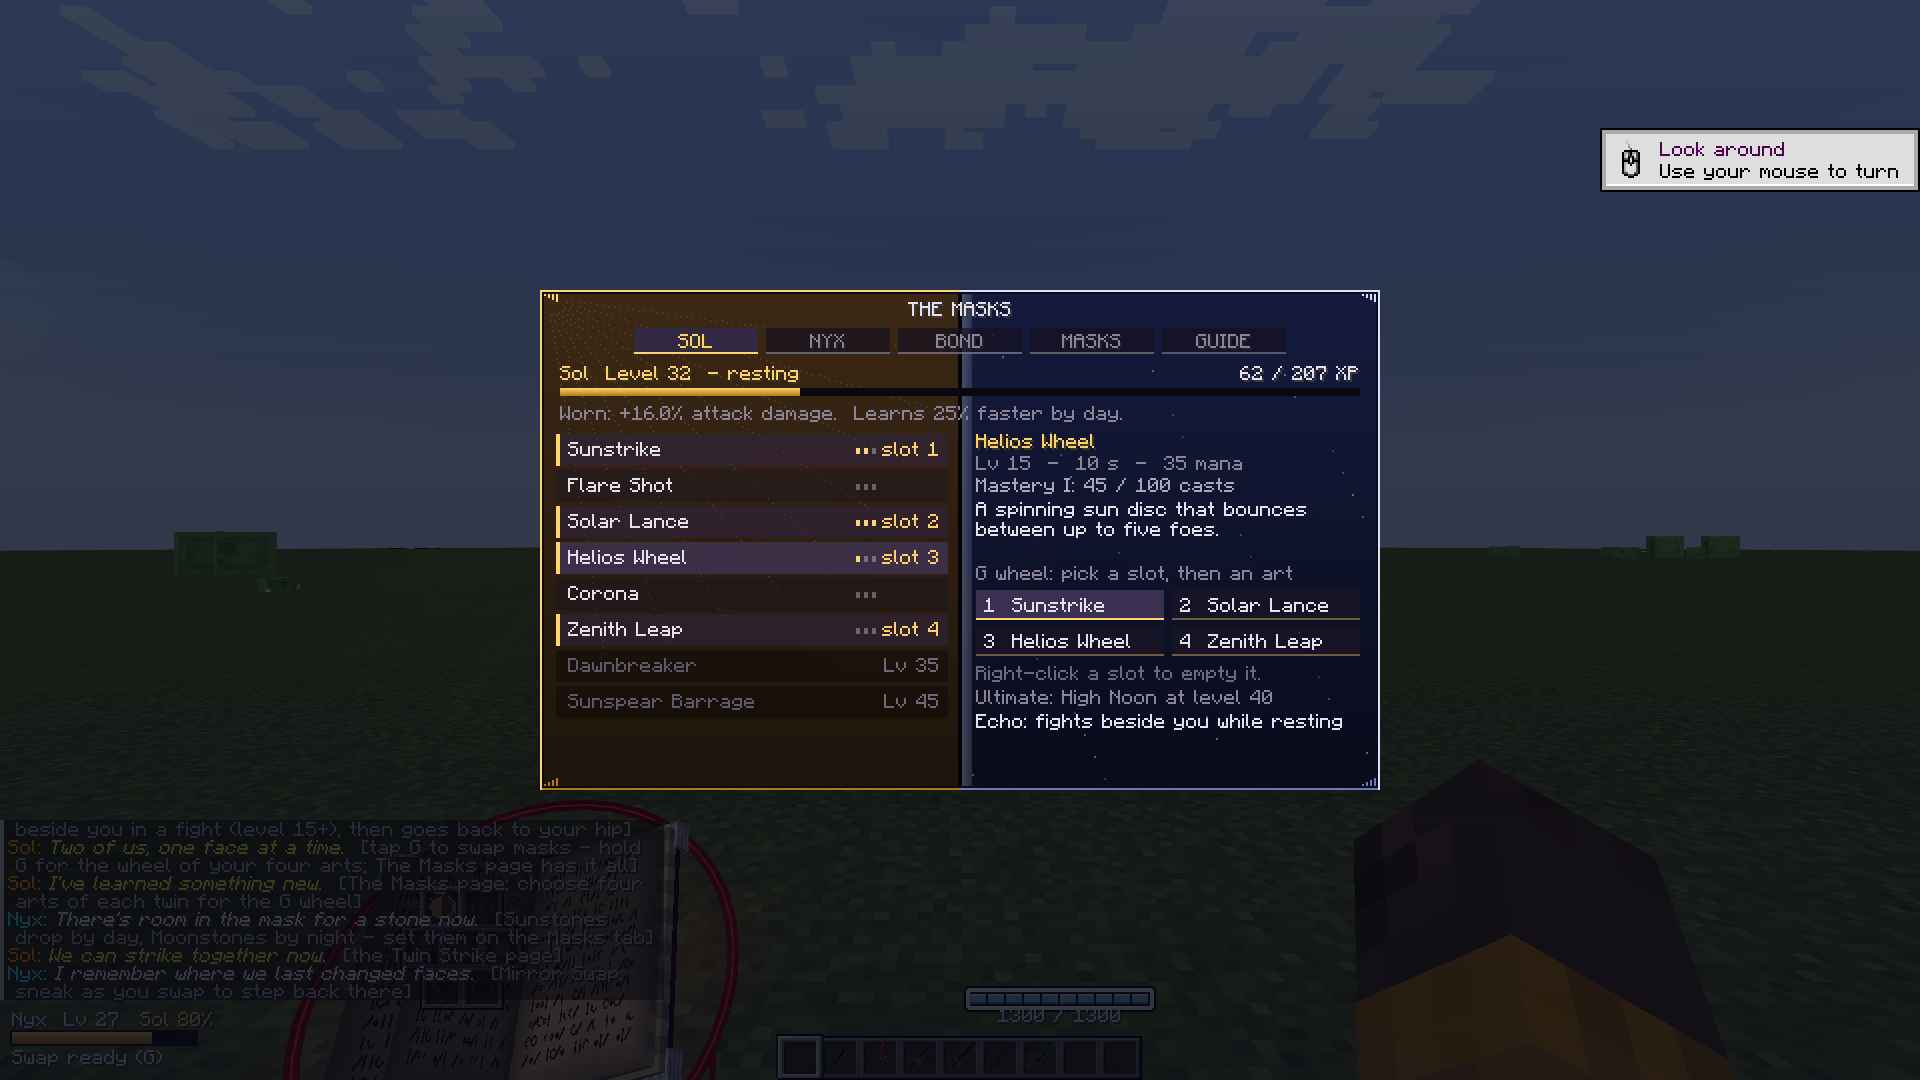 Look around
Use your mouse to turn
THE MASKS
SOL
NYX
BOND
MASKS
GUIDE
Sol Level 32 - resting
62 / 207 XP
Worn: +16.0% attack damage. Learns 25% faster by day.
Sunstrike
slot 1
Flare Shot
Solar Lance
slot 2
Helios Wheel
slot 3
Corona
Zenith Leap
slot 4
Dawnbreaker
Lv 35
Sunspear Barrage
Lv 45
Helios Wheel
Lv 15 - 10 s - 35 mana
Mastery I: 45 / 100 casts
A spinning sun disc that bounces
between up to five foes.
G wheel: pick a slot, then an art
1 Sunstrike
2 Solar Lance
3 Helios Wheel
4 Zenith Leap
Right-click a slot to empty it.
Ultimate: High Noon at level 40
Echo: fights beside you while resting
beside you in a fight (level 15+), then goes back to your hip]
Sol: Two of us, one face at a time. [tap G to swap masks - hold
G for the wheel of your four arts; The Masks page has it all]
Sol: I've learned something new. [The Masks page: choose four
arts of each twin for the G wheel]
Nyx: There's room in the mask for a stone now. [Sunstones
drop by day, Moonstones by night - set them on the Masks tab]
Sol: We can strike together now. [the Twin Strike page]
Nyx: I remember where we last changed faces. [Mirror Swap:
sneak as you swap to step back there]
Nyx Lv 27 Sol 80%
Swap ready (G)
1300 / 1300